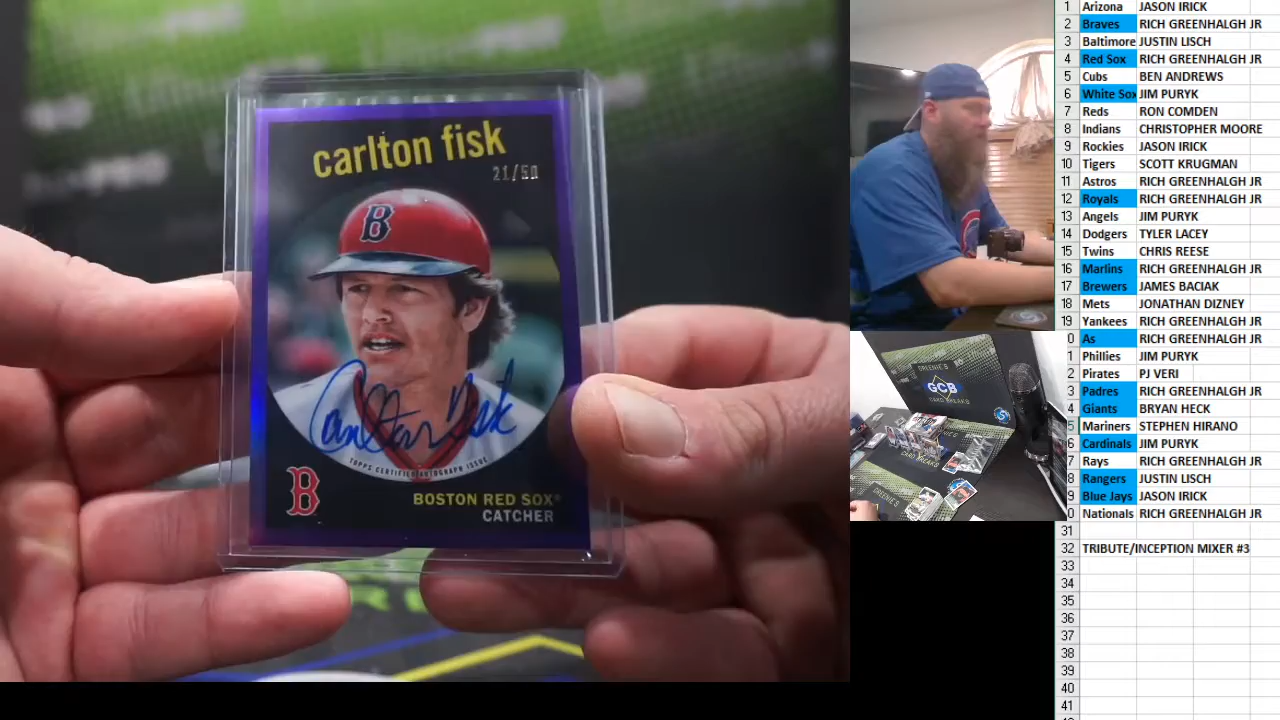 carlton fisk
21/50
B
Carlton Fisk
TOPPS CERTIFIED AUTOGRAPH ISSUE
B
BOSTON RED SOX®
CATCHER
GREENIE'S
GCB
CARD BREAKS
CARD BREAKS
GREENIE'S
1 Arizona JASON IRICK
2 Braves RICH GREENHALGH JR
3 Baltimore JUSTIN LISCH
4 Red Sox RICH GREENHALGH JR
5 Cubs BEN ANDREWS
6 White Sox JIM PURYK
7 Reds RON COMDEN
8 Indians CHRISTOPHER MOORE
9 Rockies JASON IRICK
10 Tigers SCOTT KRUGMAN
11 Astros RICH GREENHALGH JR
12 Royals RICH GREENHALGH JR
13 Angels JIM PURYK
14 Dodgers TYLER LACEY
15 Twins CHRIS REESE
16 Marlins RICH GREENHALGH JR
17 Brewers JAMES BACIAK
18 Mets JONATHAN DIZNEY
19 Yankees RICH GREENHALGH JR
0 As RICH GREENHALGH JR
1 Phillies JIM PURYK
2 Pirates PJ VERI
3 Padres RICH GREENHALGH JR
4 Giants BRYAN HECK
5 Mariners STEPHEN HIRANO
6 Cardinals JIM PURYK
7 Rays RICH GREENHALGH JR
8 Rangers JUSTIN LISCH
9 Blue Jays JASON IRICK
0 Nationals RICH GREENHALGH JR
31
32 TRIBUTE/INCEPTION MIXER #3
33
34
35
36
37
38
39
40
41